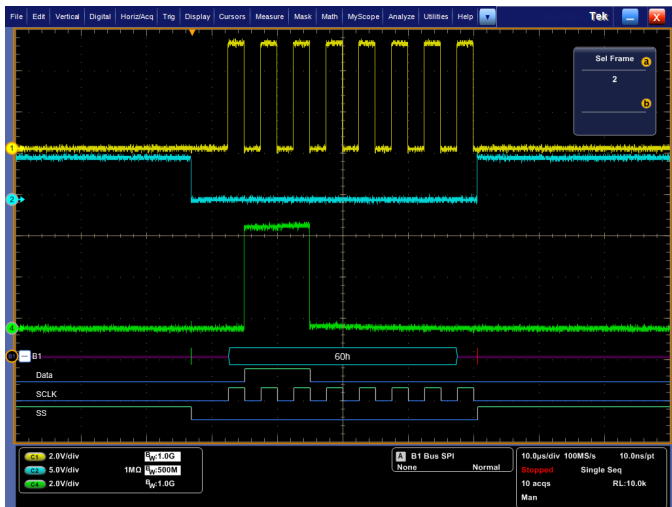 File Edit Vertical Digital Horiz/Acq Trig Display Cursors Measure Mask Math MyScope Analyze Utilities Help Tek X
Sel Frame a
2
b
1
2
4
B1 B1 60h
Data
SCLK
SS
C1 2.0V/div BW:1.0G
C2 5.0V/div 1MΩ BW:500M
C4 2.0V/div BW:1.0G
A B1 Bus SPI
None Normal
10.0µs/div 100MS/s 10.0ns/pt
Stopped Single Seq
10 acqs RL:10.0k
Man